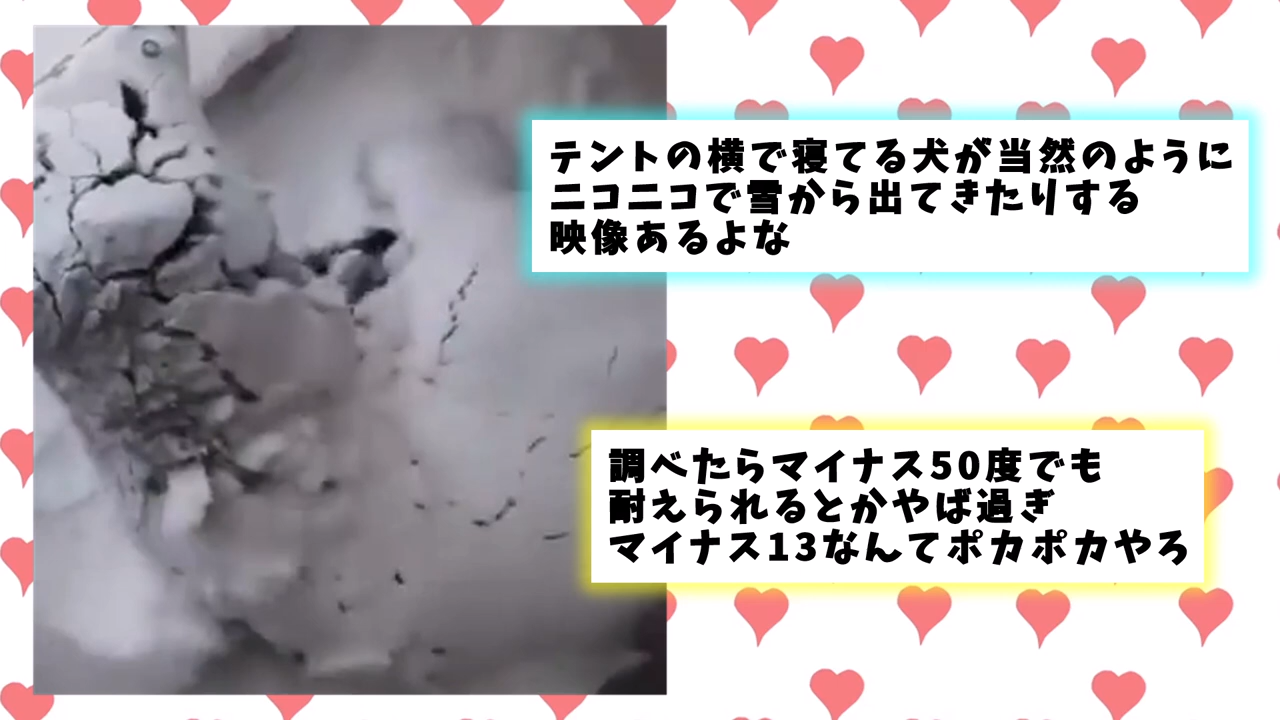 テントの横で寝てる犬が当然のように
ニコニコで雪から出てきたりする
映像あるよな
調べたらマイナス50度でも
耐えられるとかやば過ぎ
マイナス13なんてポカポカやろ